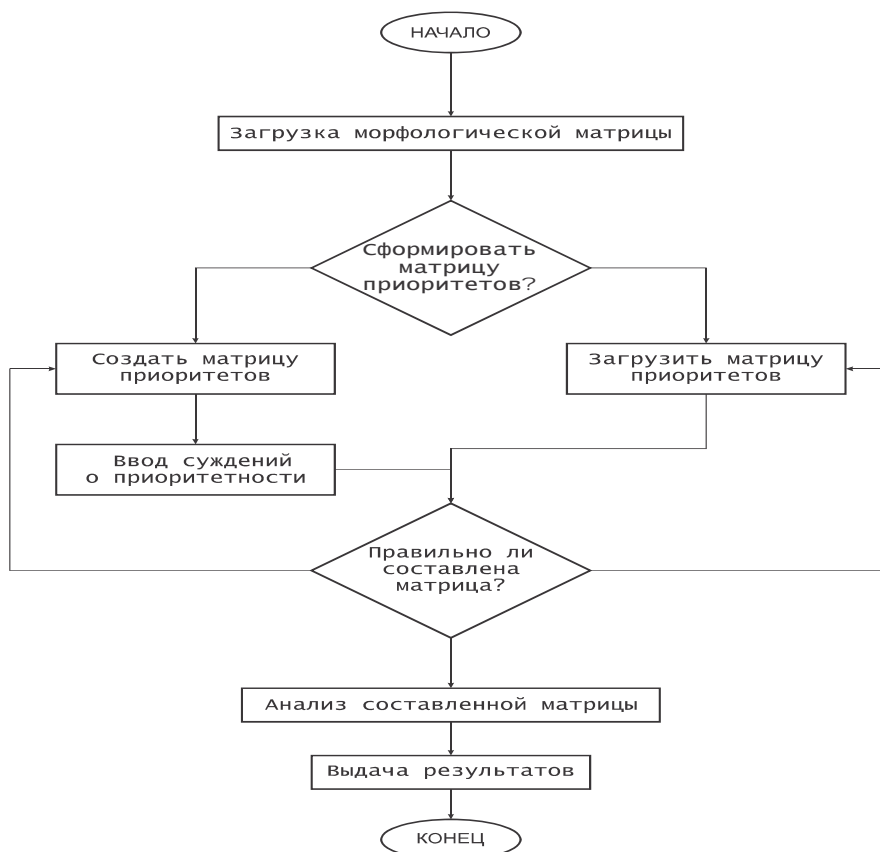 НАЧАЛО
Загрузка морфологической матрицы
Сформировать
матрицу
приоритетов?
Создать матрицу
приоритетов
Загрузить матрицу
приоритетов
Ввод суждений
о приоритетности
Правильно ли
составлена
матрица?
Анализ составленной матрицы
Выдача результатов
КОНЕЦ